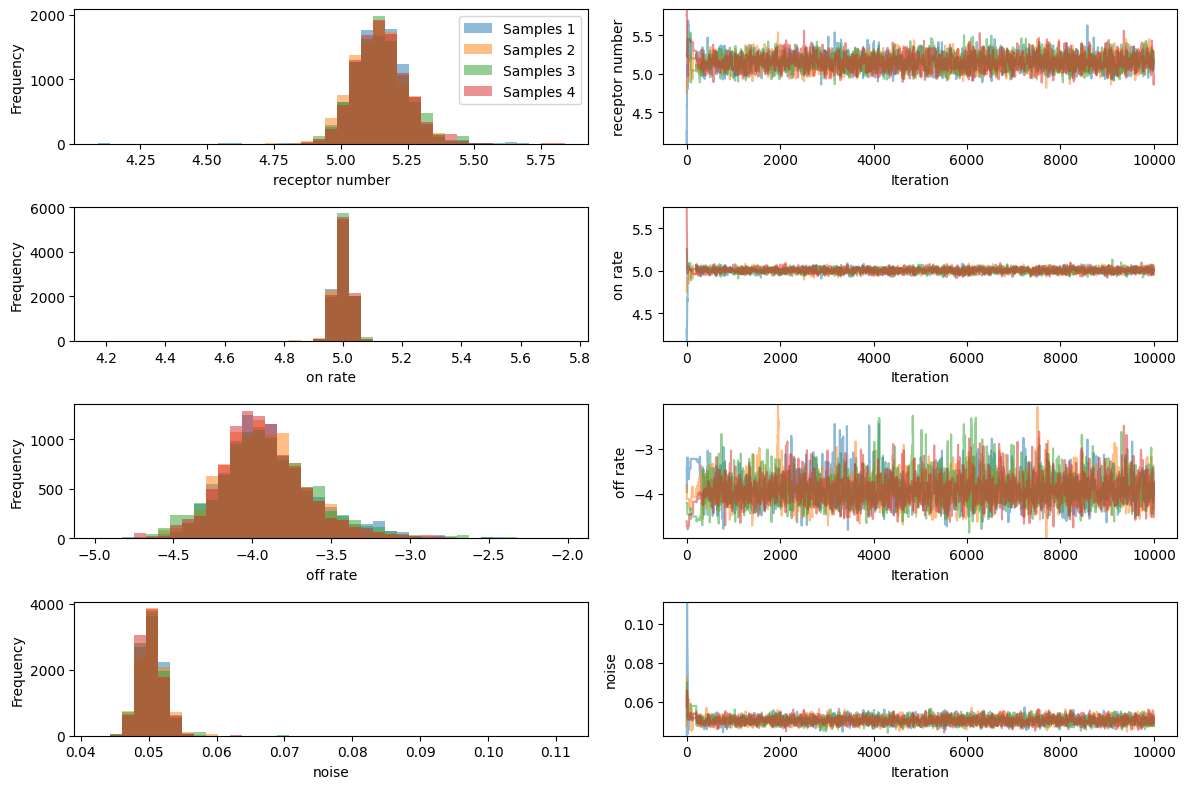 2000
1000
0
Frequency
Samples 1
Samples 2
Samples 3
Samples 4
4.25 4.50 4.75 5.00 5.25 5.50 5.75
receptor number
5.5
5.0
4.5
receptor number
0 2000 4000 6000 8000 10000
Iteration
6000
4000
2000
0
Frequency
4.2 4.4 4.6 4.8 5.0 5.2 5.4 5.6 5.8
on rate
5.5
5.0
4.5
on rate
0 2000 4000 6000 8000 10000
Iteration
1000
500
0
Frequency
−5.0 −4.5 −4.0 −3.5 −3.0 −2.5 −2.0
off rate
−3
−4
off rate
0 2000 4000 6000 8000 10000
Iteration
4000
2000
0
Frequency
0.04 0.05 0.06 0.07 0.08 0.09 0.10 0.11
noise
0.10
0.08
0.06
noise
0 2000 4000 6000 8000 10000
Iteration